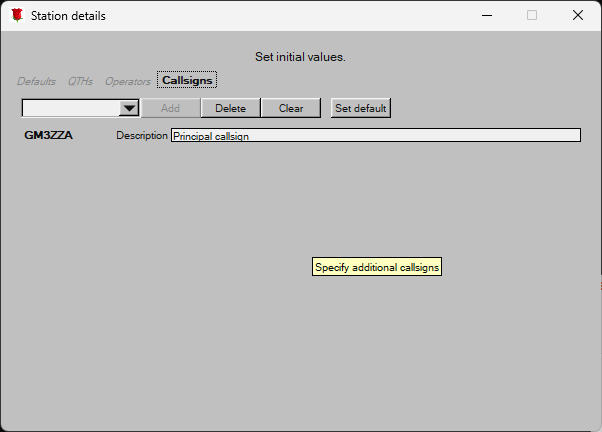 Station details
Set initial values.
Defaults QTHs Operators Callsigns
Add Delete Clear Set default
GM3ZZA Description Principal callsign
Specify additional callsigns